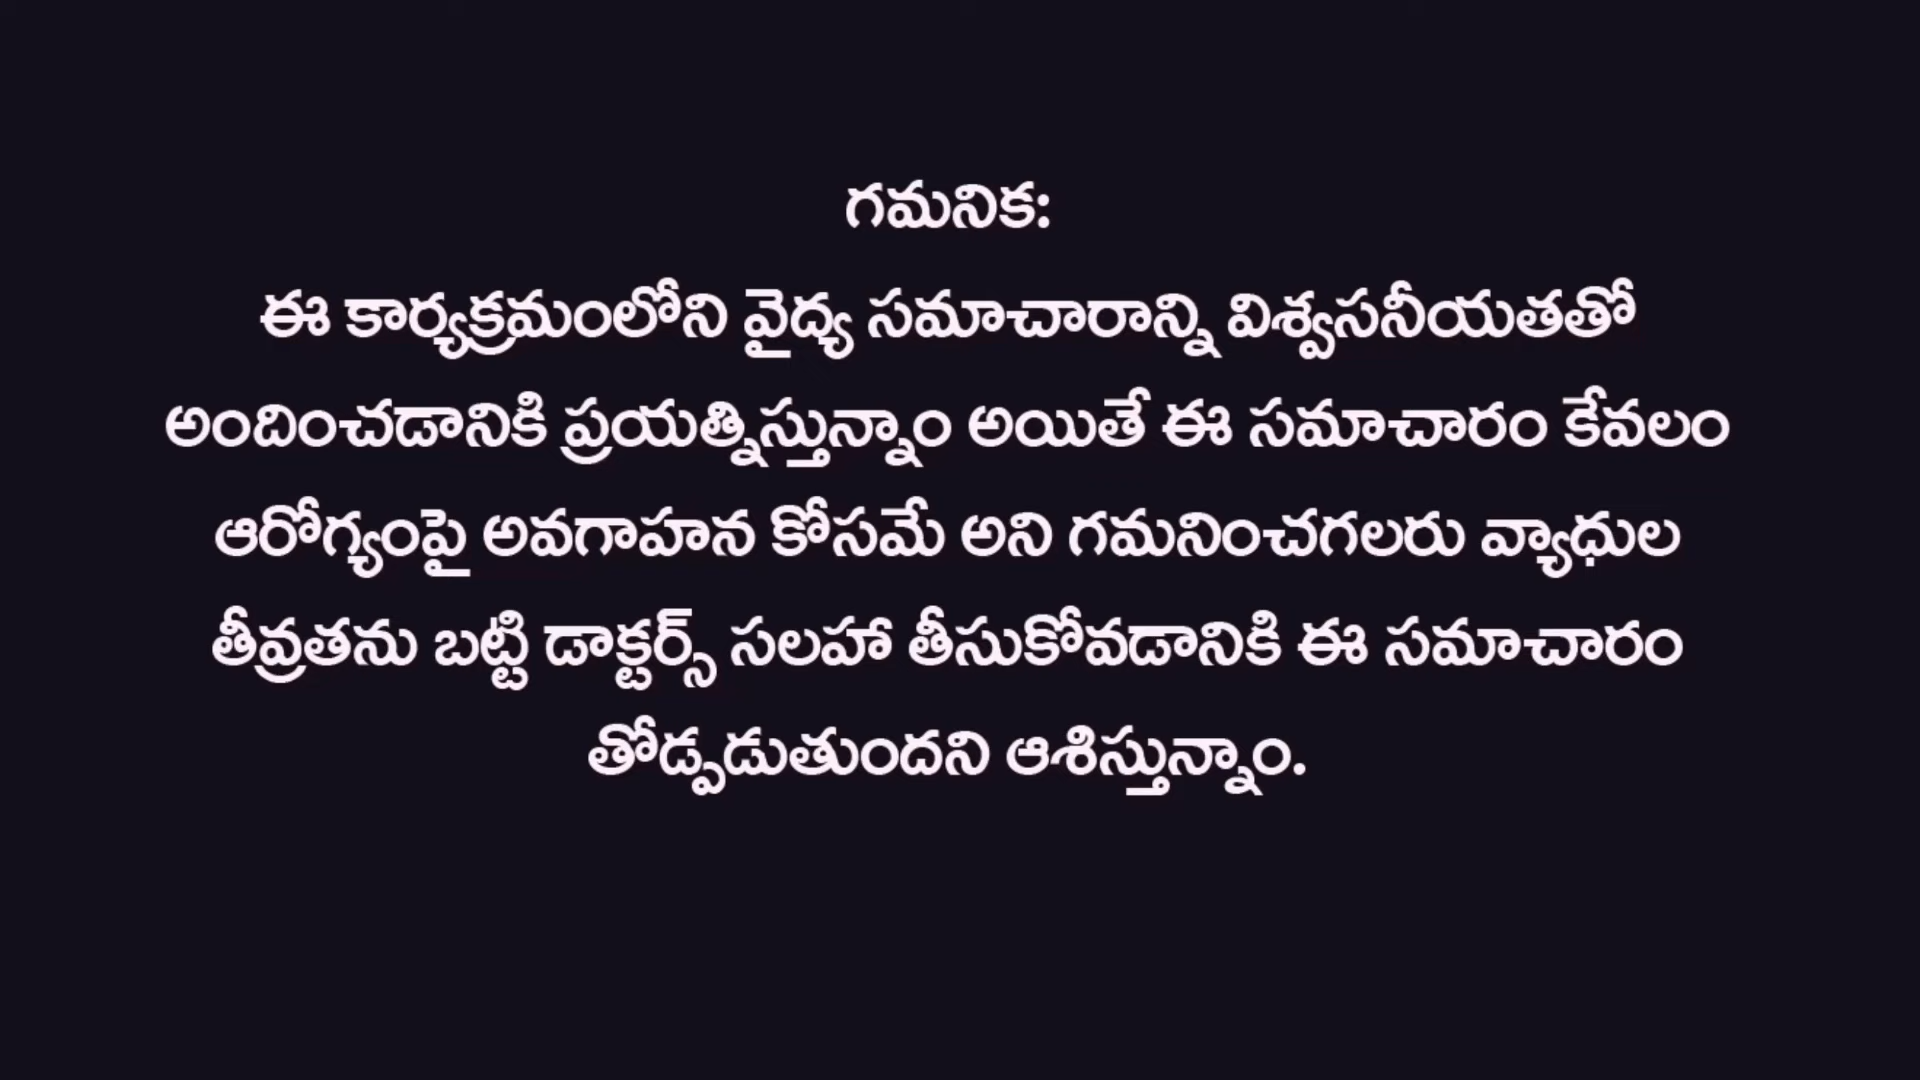 గమనిక:
ఈ కార్యక్రమంలోని వైద్య సమాచారాన్ని విశ్వసనీయతతో
అందించడానికి ప్రయత్నిస్తున్నాం అయితే ఈ సమాచారం కేవలం
ఆరోగ్యంపై అవగాహన కోసమే అని గమనించగలరు వ్యాధుల
తీవ్రతను బట్టి డాక్టర్స్ సలహా తీసుకోవడానికి ఈ సమాచారం
తోడ్పడుతుందని ఆశిస్తున్నాం.